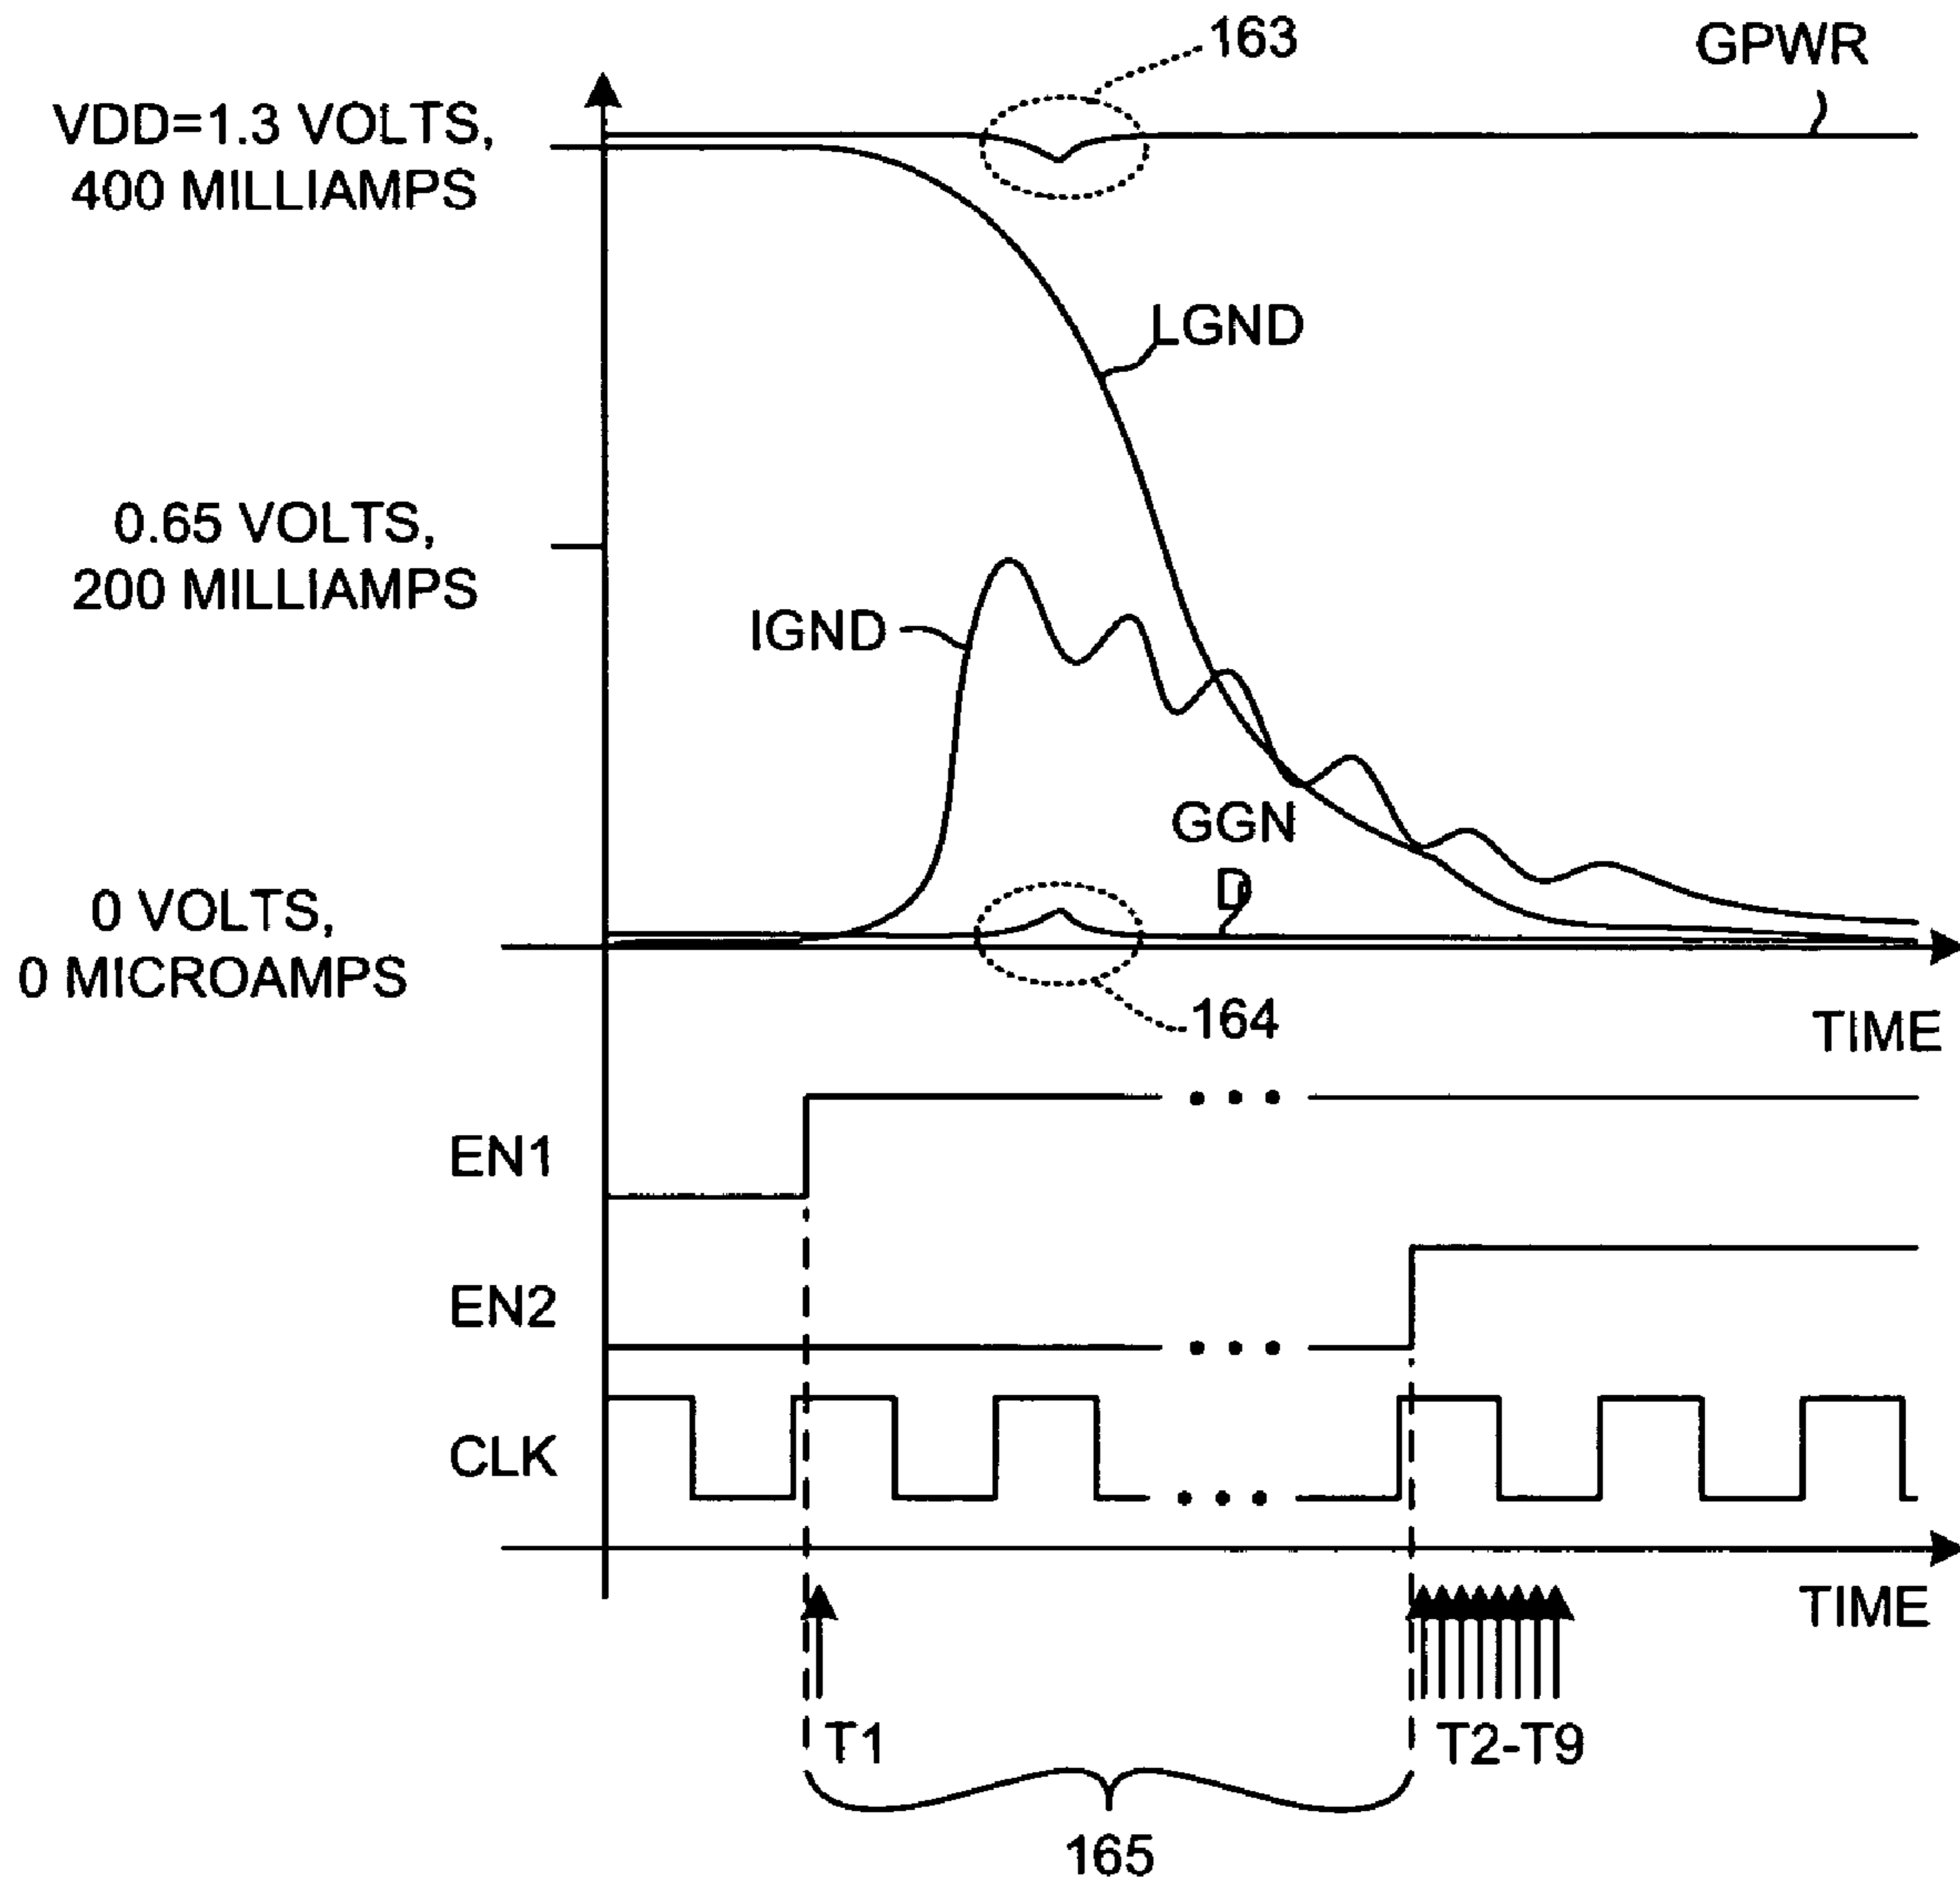 163
GPWR
VDD=1.3 VOLTS,
400 MILLIAMPS
LGND
0.65 VOLTS,
200 MILLIAMPS
IGND
GGN
D
0 VOLTS,
0 MICROAMPS
164
TIME
EN1
EN2
CLK
TIME
T1
T2-T9
165